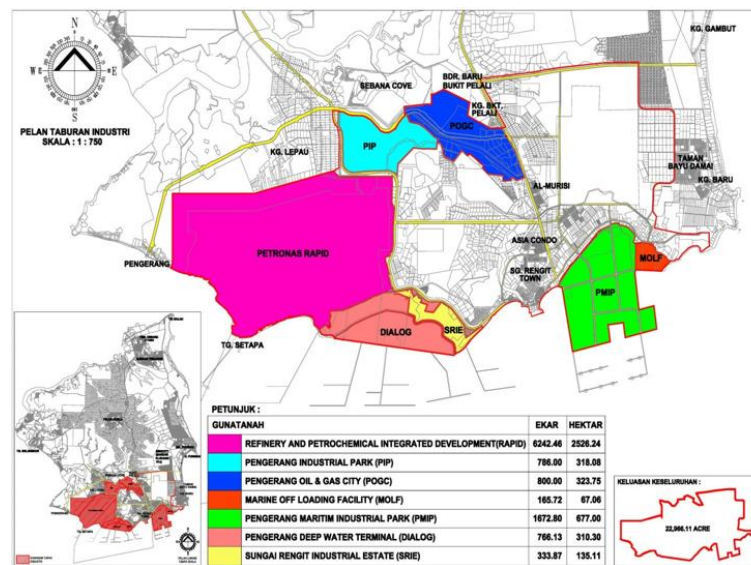 N
W
E
S
PELAN TABURAN INDUSTRI
SKALA : 1 : 750
KG. GAMBUT
SEBANA COVE
BDR. BARU
BUKIT PELALI
KG. BKT.
PELALI
POGC
PIP
KG. LEPAU
TAMAN
BAYU DAMAI
KG. BARU
AL-MURISI
ASIA CONDO
SG. RENGIT
TOWN
MOLF
PMIP
PETRONAS RAPID
PENGERANG
TG. SETAPA
DIALOG
SRIE
PETUNJUK :
GUNATANAH EKAR HEKTAR
REFINERY AND PETROCHEMICAL INTEGRATED DEVELOPMENT(RAPID) 6242.46 2526.24
PENGERANG INDUSTRIAL PARK (PIP) 786.00 318.08
PENGERANG OIL & GAS CITY (POGC) 800.00 323.75
MARINE OFF LOADING FACILITY (MOLF) 165.72 67.06
PENGERANG MARITIM INDUSTRIAL PARK (PMIP) 1672.80 677.00
PENGERANG DEEP WATER TERMINAL (DIALOG) 766.13 310.30
SUNGAI RENGIT INDUSTRIAL ESTATE (SRIE) 333.87 135.11
KELUASAN KESELURUHAN :
22,966.11 ACRE